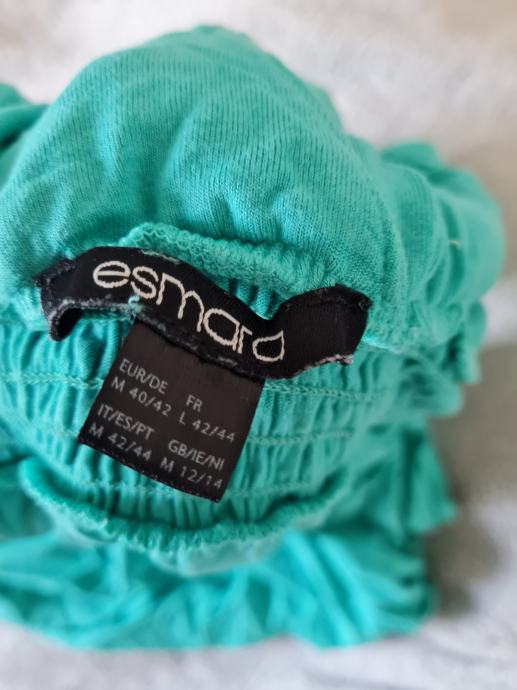 esmara
EUR/DE FR
M 40/42 L 42/44
IT/ES/PT GB/IE/NI
M 42/44 M 12/14